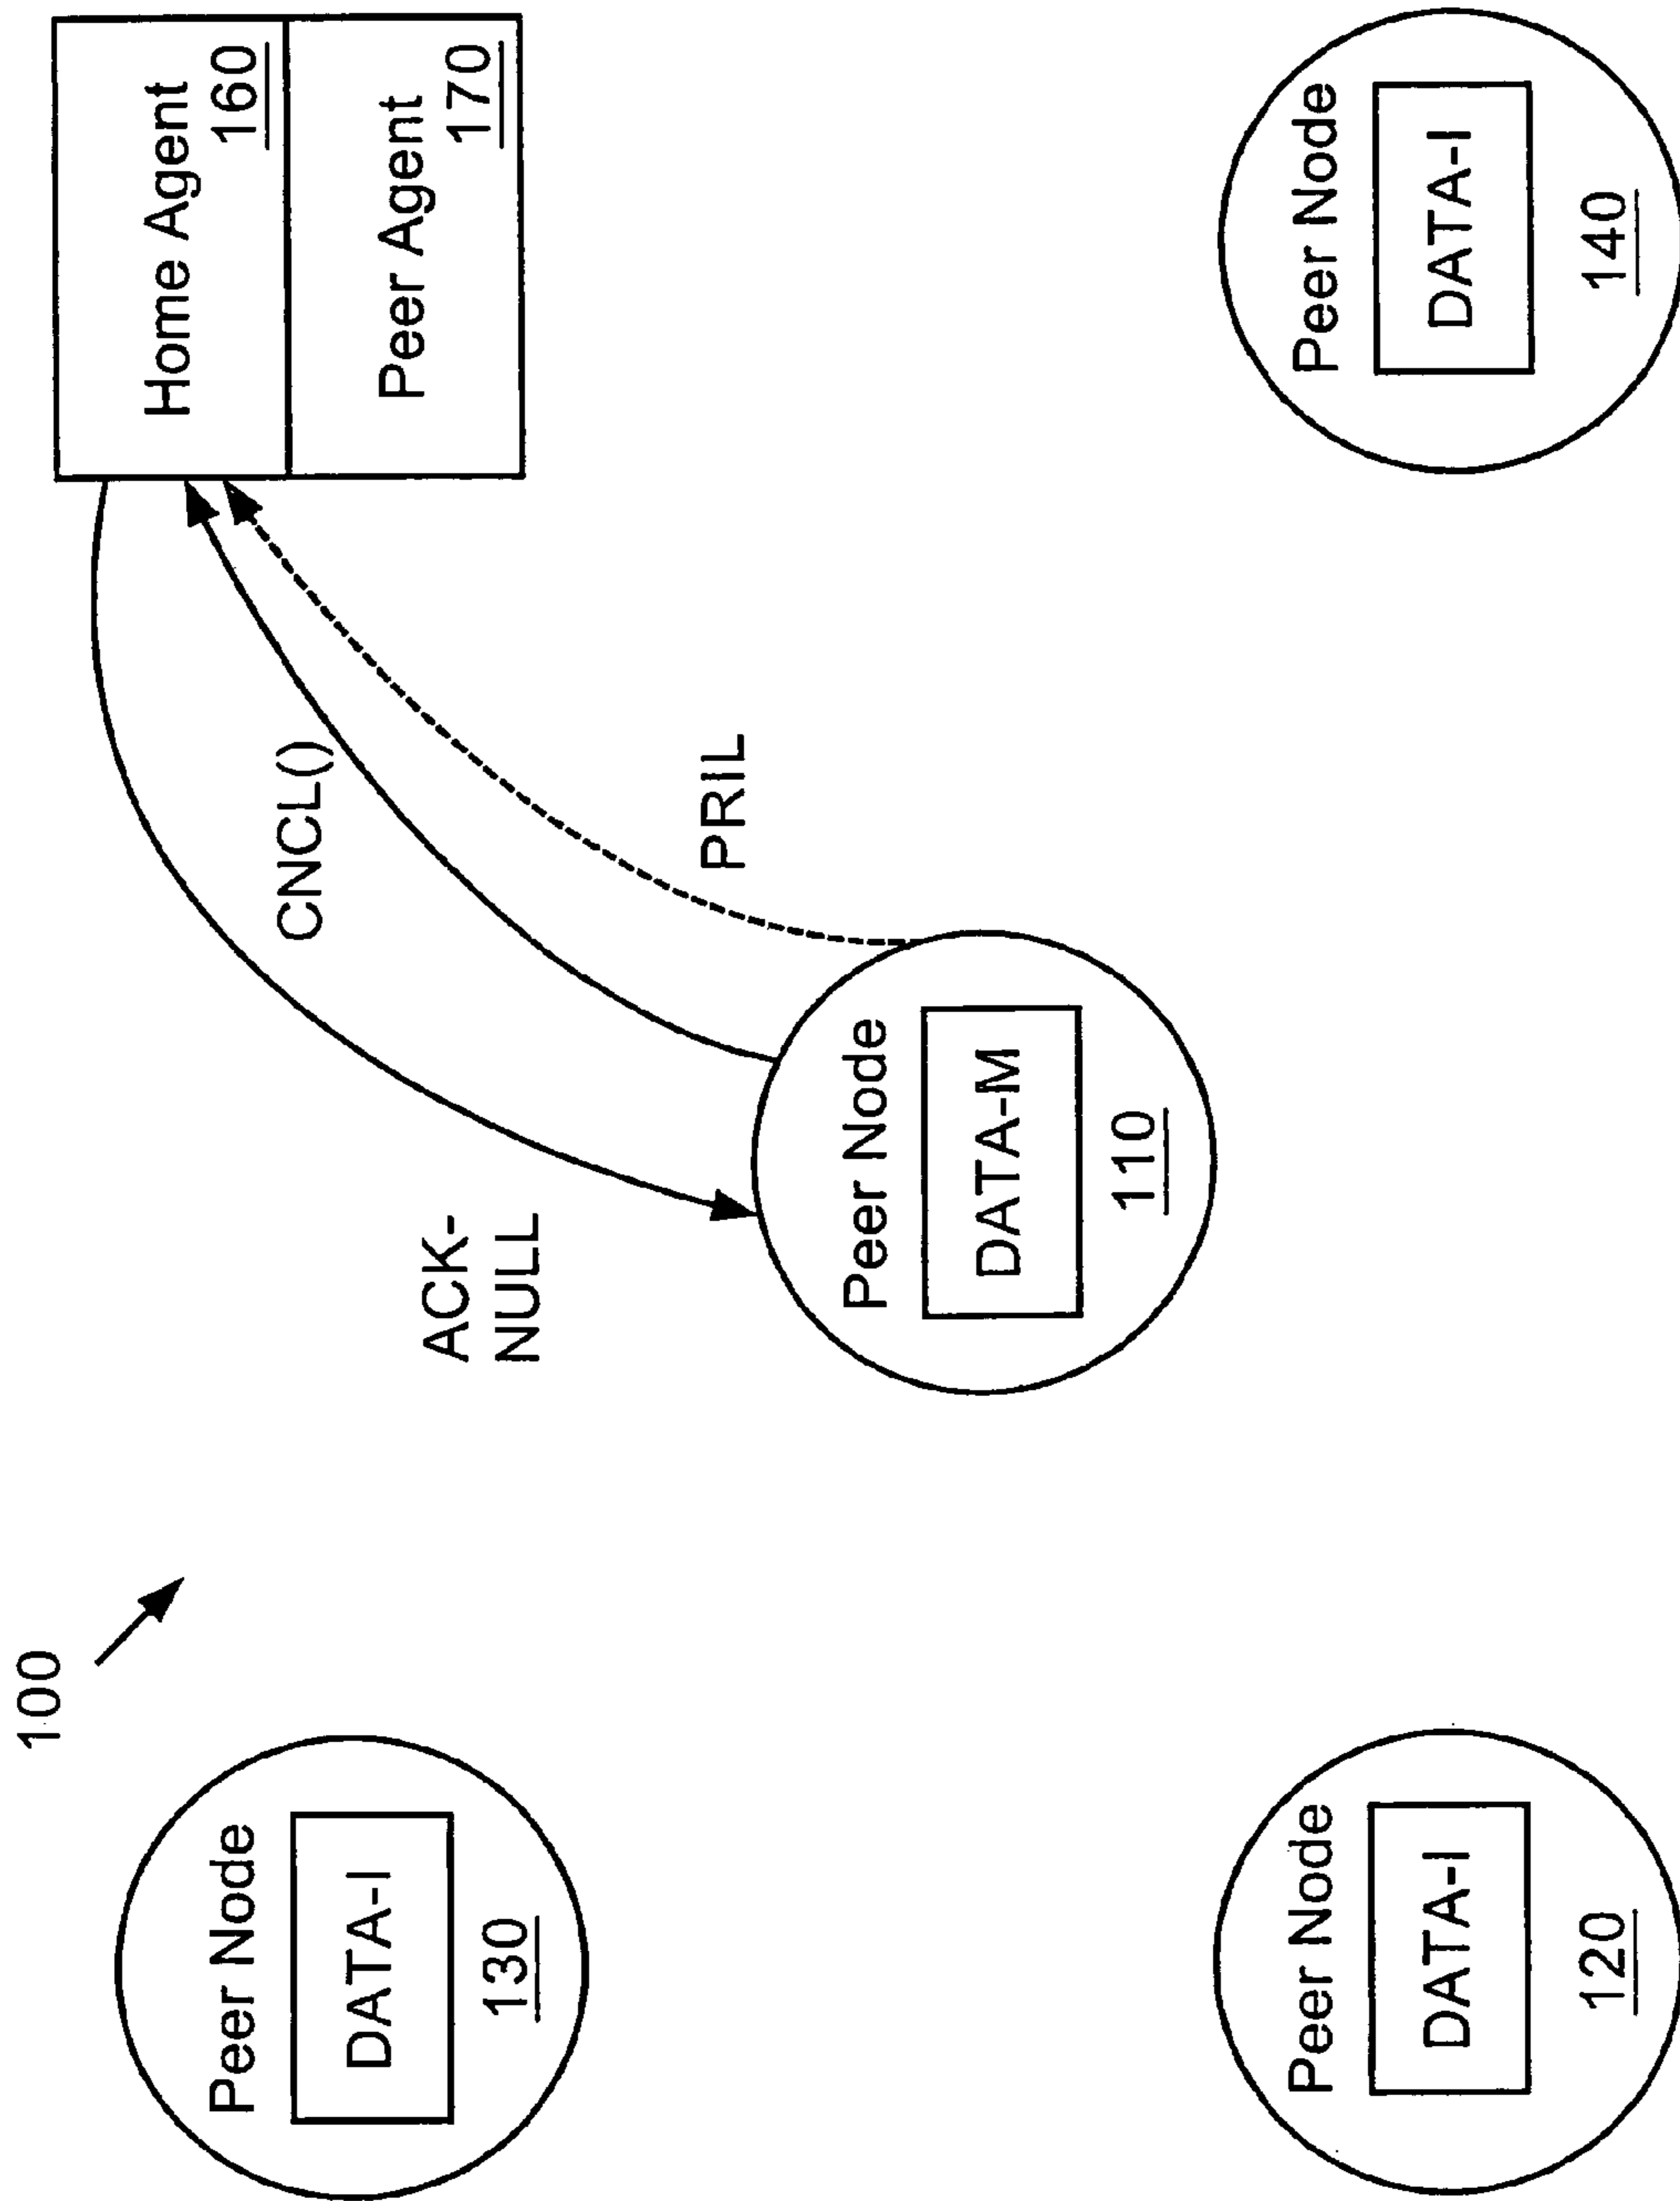 100
Peer Node
DATA-I
130
ACK-
NULL
CNCL()
Home Agent
160
Peer Agent
170
PRIL
Peer Node
DATA-M
110
Peer Node
DATA-I
120
Peer Node
DATA-I
140